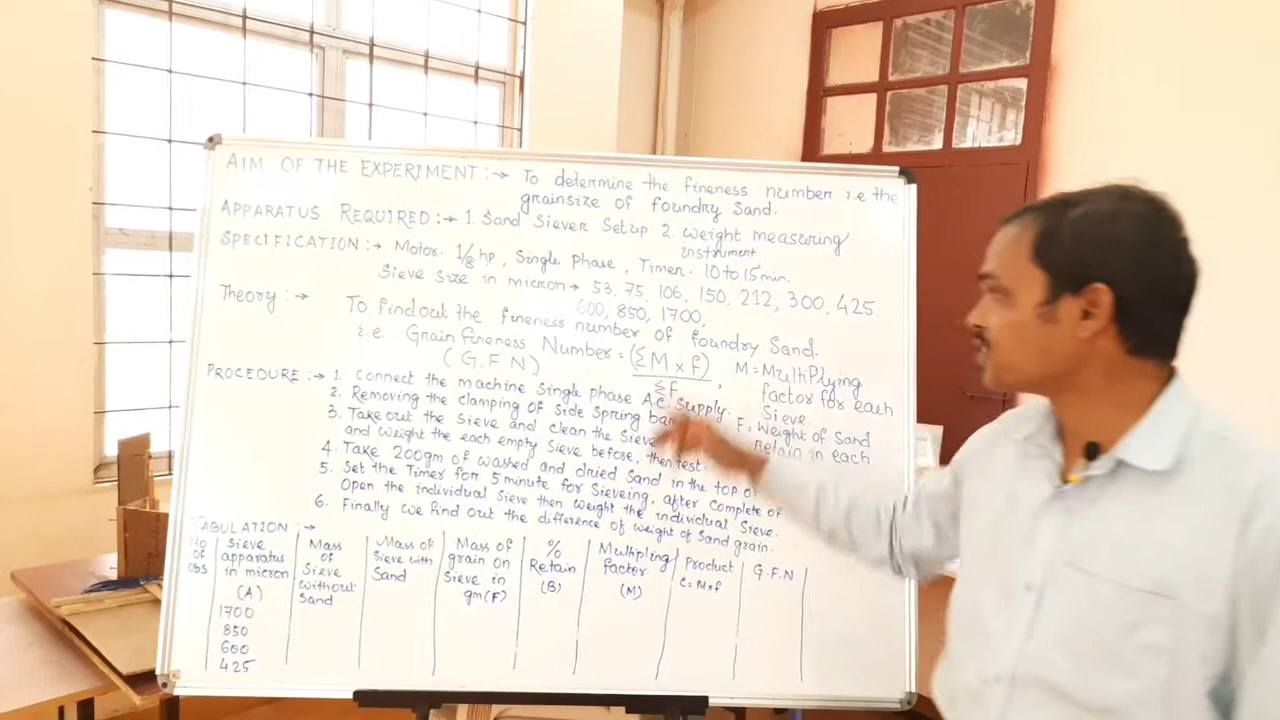 AIM OF THE EXPERIMENT :→ To determine the fineness number i.e the
grainsize of foundry Sand.
APPARATUS REQUIRED :→ 1. Sand Siever Setup 2. weight measuring
instrument
SPECIFICATION :→ Motor. 1/8 hp, Single Phase, Timer. 10 to 15 min.
Sieve size in micron → 53, 75, 106, 150, 212, 300, 425.
600, 850, 1700,
Theory :→ To find out the fineness number of foundry Sand.
i.e. Grain Fineness Number = (ΣM x f)
(G.F.N)
Σf
, M = Multiplying
factor for each
Sieve.
F = Weight of Sand
Retain in each
PROCEDURE :→ 1. Connect the machine Single phase A.C. Supply.
2. Removing the clamping of side Spring
3. Take out the Sieve and clean the Sieve
and weight the each empty Sieve before, then test.
4. Take 200gm of washed and dried Sand in the top of
5. Set the Timer for 5 minute for Sieveing, after complete of
Open the individual Sieve then weight the individual Sieve.
6. Finally we find out the difference of weight of Sand grain.
TABULATION :→
No of obs
Sieve apparatus in micron (A)
Mass of Sieve without Sand
Mass of Sieve with Sand
Mass of grain on Sieve in gm (F)
% Retain (B)
Multipling factor (M)
Product C = M x f
G.F.N
1700
850
600
425